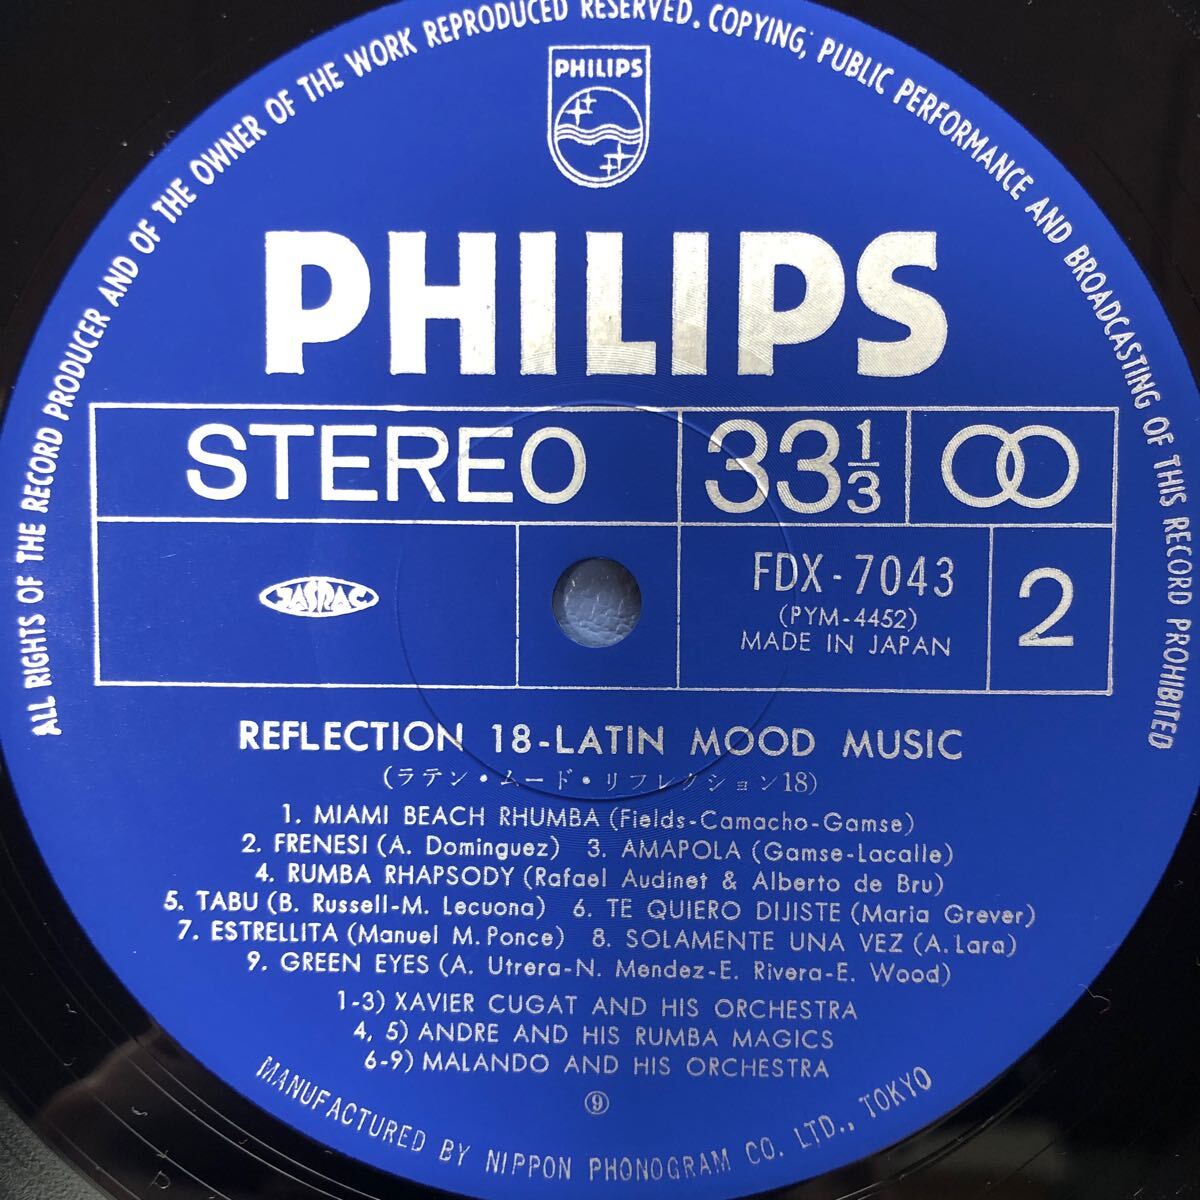 ALL RIGHTS OF THE RECORD PRODUCER AND OF THE OWNER OF THE WORK REPRODUCED RESERVED. COPYING, PUBLIC PERFORMANCE AND BROADCASTING OF THIS RECORD PROHIBITED
PHILIPS
PHILIPS
STEREO
33 1/3
JASRAC
FDX-7043
(PYM-4452)
MADE IN JAPAN
2
REFLECTION 18-LATIN MOOD MUSIC
(ラテン・ムード・リフレクション18)
1. MIAMI BEACH RHUMBA (Fields-Camacho-Gamse)
2. FRENESI (A. Dominguez) 3. AMAPOLA (Gamse-Lacalle)
4. RUMBA RHAPSODY (Rafael Audinet & Alberto de Bru)
5. TABU (B. Russell-M. Lecuona) 6. TE QUIERO DIJISTE (Maria Grever)
7. ESTRELLITA (Manuel M. Ponce) 8. SOLAMENTE UNA VEZ (A. Lara)
9. GREEN EYES (A. Utrera-N. Mendez-E. Rivera-E. Wood)
1-3) XAVIER CUGAT AND HIS ORCHESTRA
4, 5) ANDRE AND HIS RUMBA MAGICS
6-9) MALANDO AND HIS ORCHESTRA
⑨
MANUFACTURED BY NIPPON PHONOGRAM CO. LTD., TOKYO